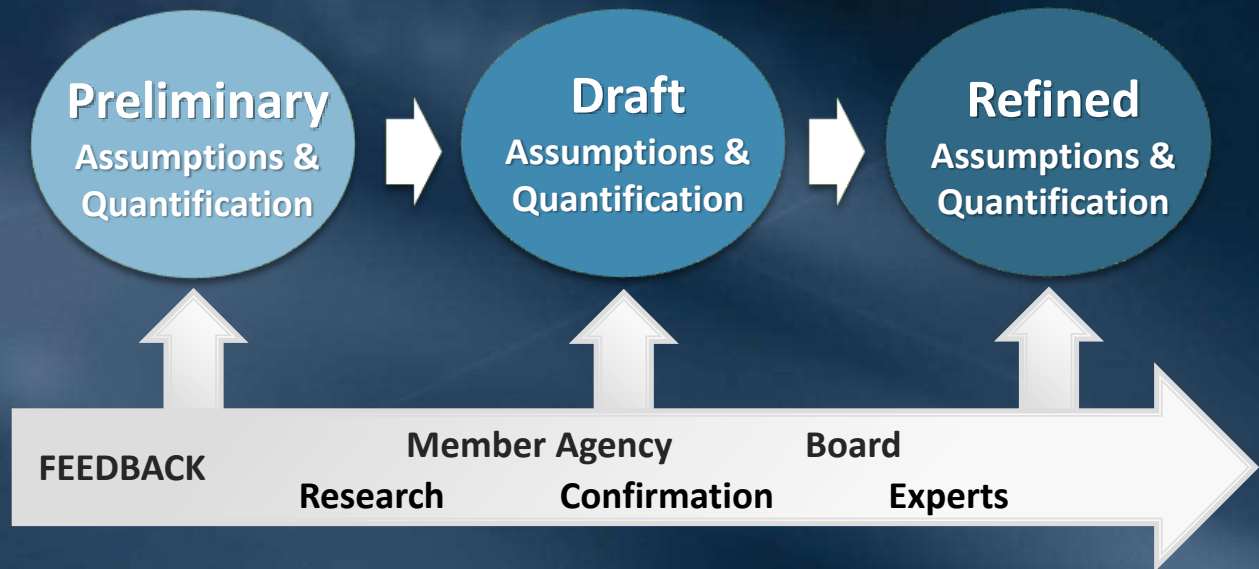 Preliminary
Assumptions &
Quantification
Draft
Assumptions &
Quantification
Refined
Assumptions &
Quantification
FEEDBACK
Member Agency Board
Research Confirmation Experts